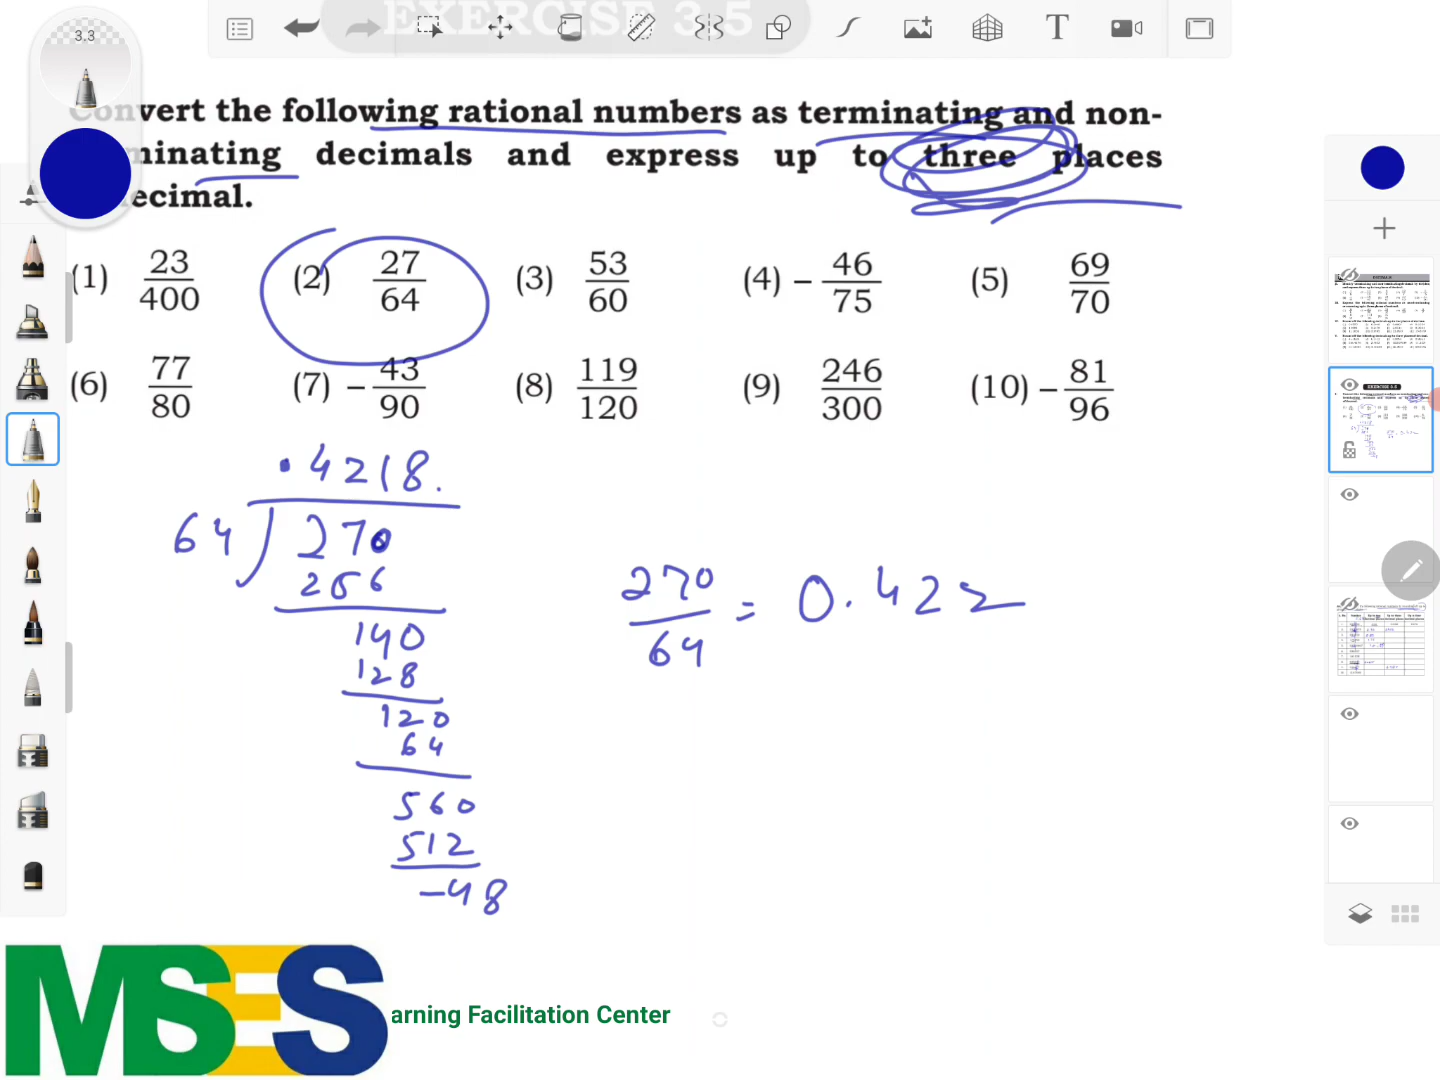 3.3
EXERCISE 3.5
Convert the following rational numbers as terminating and non-
minating decimals and express up to three places
ecimal.
(1) 23/400 (2) 27/64 (3) 53/60 (4) - 46/75 (5) 69/70
(6) 77/80 (7) - 43/90 (8) 119/120 (9) 246/300 (10) - 81/96
.4218.
64) 270
256
140
128
120
64
560
512
-48
270/64 = 0.422
MSES
arning Facilitation Center